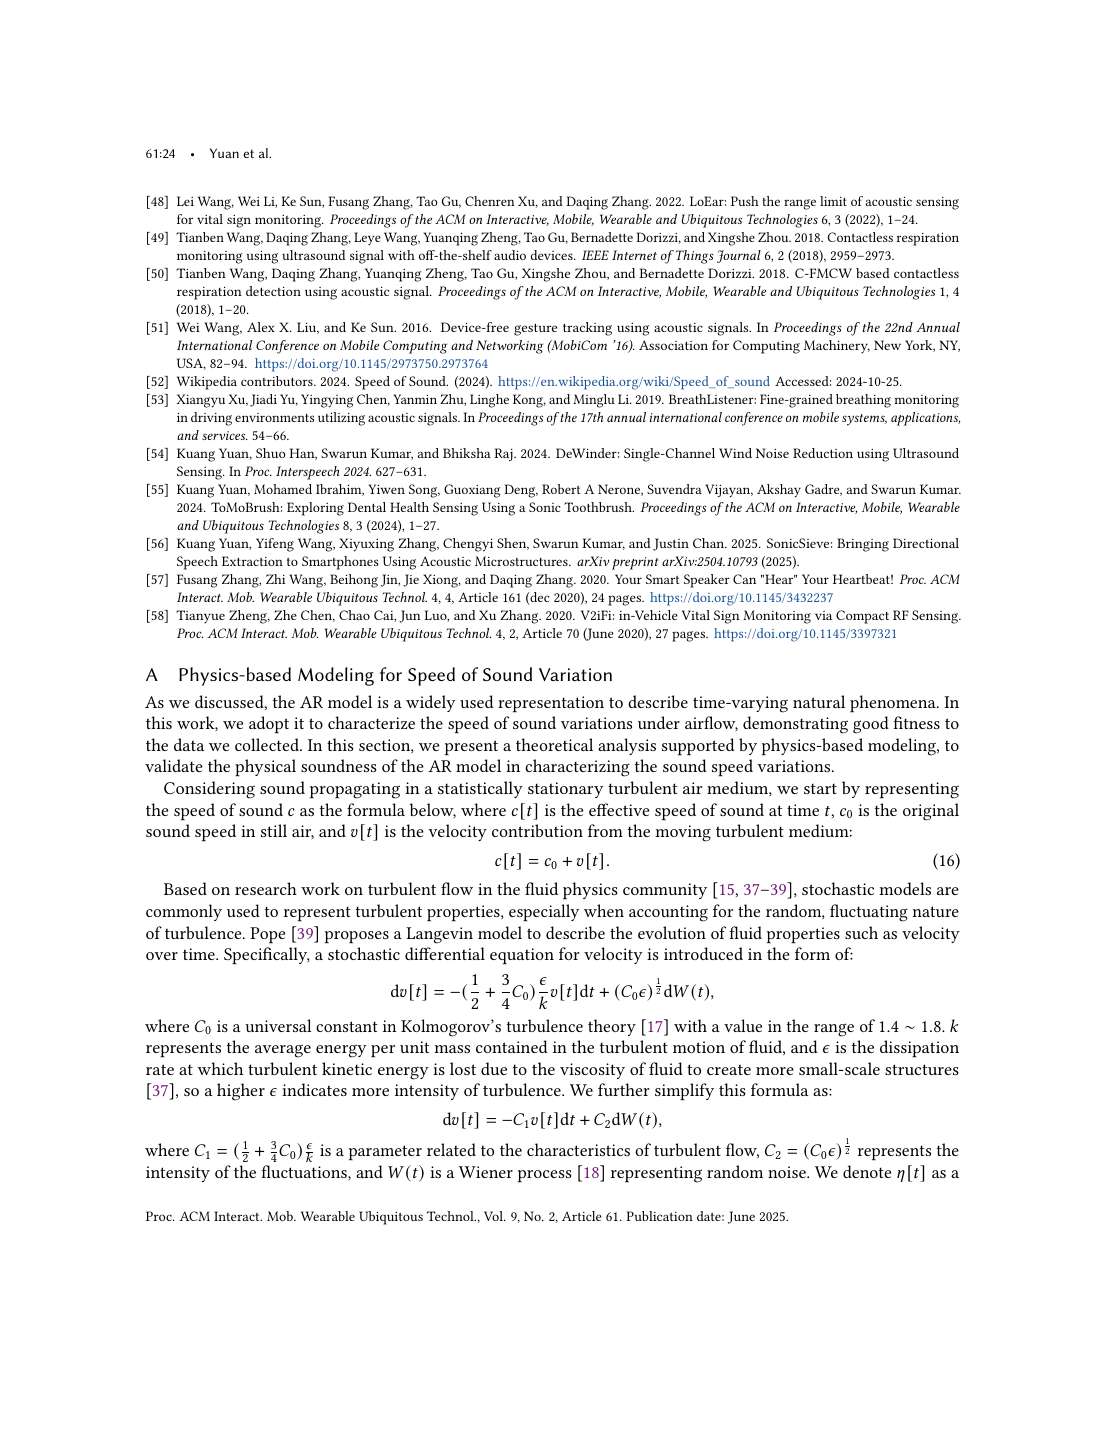 61:24 • Yuan et al.
[48] Lei Wang, Wei Li, Ke Sun, Fusang Zhang, Tao Gu, Chenren Xu, and Daqing Zhang. 2022. LoEar: Push the range limit of acoustic sensing
for vital sign monitoring. Proceedings of the ACM on Interactive, Mobile, Wearable and Ubiquitous Technologies 6, 3 (2022), 1–24.
[49] Tianben Wang, Daqing Zhang, Leye Wang, Yuanqing Zheng, Tao Gu, Bernadette Dorizzi, and Xingshe Zhou. 2018. Contactless respiration
monitoring using ultrasound signal with off-the-shelf audio devices. IEEE Internet of Things Journal 6, 2 (2018), 2959–2973.
[50] Tianben Wang, Daqing Zhang, Yuanqing Zheng, Tao Gu, Xingshe Zhou, and Bernadette Dorizzi. 2018. C-FMCW based contactless
respiration detection using acoustic signal. Proceedings of the ACM on Interactive, Mobile, Wearable and Ubiquitous Technologies 1, 4
(2018), 1–20.
[51] Wei Wang, Alex X. Liu, and Ke Sun. 2016. Device-free gesture tracking using acoustic signals. In Proceedings of the 22nd Annual
International Conference on Mobile Computing and Networking (MobiCom '16). Association for Computing Machinery, New York, NY,
USA, 82–94. https://doi.org/10.1145/2973750.2973764
[52] Wikipedia contributors. 2024. Speed of Sound. (2024). https://en.wikipedia.org/wiki/Speed_of_sound Accessed: 2024-10-25.
[53] Xiangyu Xu, Jiadi Yu, Yingying Chen, Yanmin Zhu, Linghe Kong, and Minglu Li. 2019. BreathListener: Fine-grained breathing monitoring
in driving environments utilizing acoustic signals. In Proceedings of the 17th annual international conference on mobile systems, applications,
and services. 54–66.
[54] Kuang Yuan, Shuo Han, Swarun Kumar, and Bhiksha Raj. 2024. DeWinder: Single-Channel Wind Noise Reduction using Ultrasound
Sensing. In Proc. Interspeech 2024. 627–631.
[55] Kuang Yuan, Mohamed Ibrahim, Yiwen Song, Guoxiang Deng, Robert A Nerone, Suvendra Vijayan, Akshay Gadre, and Swarun Kumar.
2024. ToMoBrush: Exploring Dental Health Sensing Using a Sonic Toothbrush. Proceedings of the ACM on Interactive, Mobile, Wearable
and Ubiquitous Technologies 8, 3 (2024), 1–27.
[56] Kuang Yuan, Yifeng Wang, Xiyuxing Zhang, Chengyi Shen, Swarun Kumar, and Justin Chan. 2025. SonicSieve: Bringing Directional
Speech Extraction to Smartphones Using Acoustic Microstructures. arXiv preprint arXiv:2504.10793 (2025).
[57] Fusang Zhang, Zhi Wang, Beihong Jin, Jie Xiong, and Daqing Zhang. 2020. Your Smart Speaker Can "Hear" Your Heartbeat! Proc. ACM
Interact. Mob. Wearable Ubiquitous Technol. 4, 4, Article 161 (dec 2020), 24 pages. https://doi.org/10.1145/3432237
[58] Tianyue Zheng, Zhe Chen, Chao Cai, Jun Luo, and Xu Zhang. 2020. V2iFi: in-Vehicle Vital Sign Monitoring via Compact RF Sensing.
Proc. ACM Interact. Mob. Wearable Ubiquitous Technol. 4, 2, Article 70 (June 2020), 27 pages. https://doi.org/10.1145/3397321
A Physics-based Modeling for Speed of Sound Variation
As we discussed, the AR model is a widely used representation to describe time-varying natural phenomena. In
this work, we adopt it to characterize the speed of sound variations under airflow, demonstrating good fitness to
the data we collected. In this section, we present a theoretical analysis supported by physics-based modeling, to
validate the physical soundness of the AR model in characterizing the sound speed variations.
Considering sound propagating in a statistically stationary turbulent air medium, we start by representing
the speed of sound c as the formula below, where c[t] is the effective speed of sound at time t, c₀ is the original
sound speed in still air, and v[t] is the velocity contribution from the moving turbulent medium:
c[t] = c₀ + v[t]. (16)
Based on research work on turbulent flow in the fluid physics community [15, 37–39], stochastic models are
commonly used to represent turbulent properties, especially when accounting for the random, fluctuating nature
of turbulence. Pope [39] proposes a Langevin model to describe the evolution of fluid properties such as velocity
over time. Specifically, a stochastic differential equation for velocity is introduced in the form of:
dv[t] = −(1/2 + 3/4 C₀) ϵ/k v[t]dt + (C₀ϵ)^(1/2) dW(t),
where C₀ is a universal constant in Kolmogorov's turbulence theory [17] with a value in the range of 1.4 ∼ 1.8. k
represents the average energy per unit mass contained in the turbulent motion of fluid, and ϵ is the dissipation
rate at which turbulent kinetic energy is lost due to the viscosity of fluid to create more small-scale structures
[37], so a higher ϵ indicates more intensity of turbulence. We further simplify this formula as:
dv[t] = −C₁v[t]dt + C₂dW(t),
where C₁ = (1/2 + 3/4 C₀) ϵ/k is a parameter related to the characteristics of turbulent flow, C₂ = (C₀ϵ)^(1/2) represents the
intensity of the fluctuations, and W(t) is a Wiener process [18] representing random noise. We denote η[t] as a
Proc. ACM Interact. Mob. Wearable Ubiquitous Technol., Vol. 9, No. 2, Article 61. Publication date: June 2025.